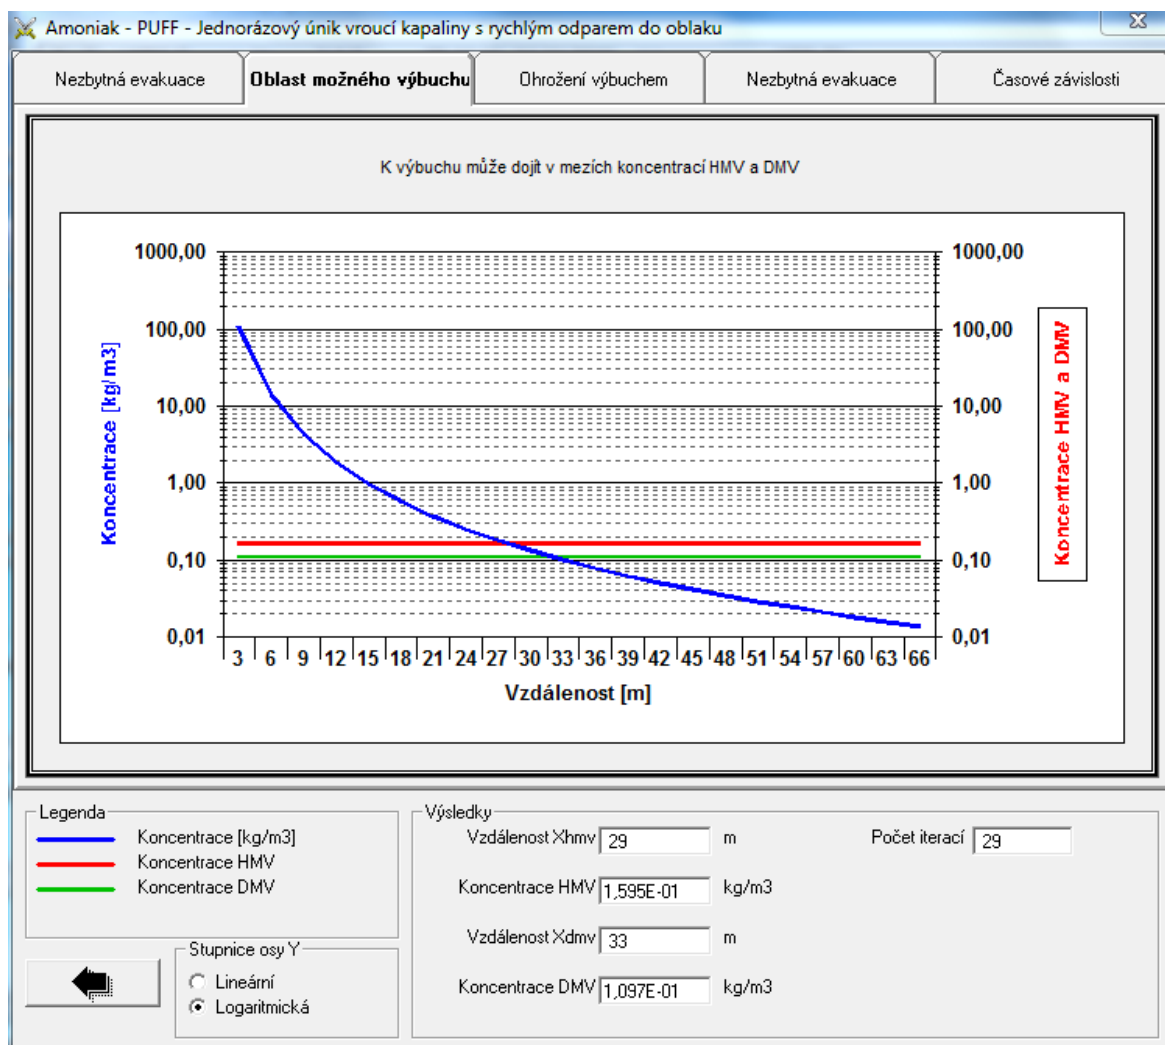 Amoniak - PUFF - Jednorázový únik vroucí kapaliny s rychlým odparem do oblaku
Nezbytná evakuace Oblast možného výbuchu Ohrožení výbuchem Nezbytná evakuace Časové závislosti
K výbuchu může dojít v mezích koncentrací HMV a DMV
Koncentrace [kg/m3]
1000,00 1000,00
100,00 100,00
10,00 10,00
1,00 1,00
0,10 0,10
0,01 0,01
Koncentrace HMV a DMV
3 6 9 12 15 18 21 24 27 30 33 36 39 42 45 48 51 54 57 60 63 66
Vzdálenost [m]
Legenda
Koncentrace [kg/m3]
Koncentrace HMV
Koncentrace DMV
Stupnice osy Y
Lineární
Logaritmická
Výsledky
Vzdálenost Xhmv 29 m Počet iterací 29
Koncentrace HMV 1,595E-01 kg/m3
Vzdálenost Xdmv 33 m
Koncentrace DMV 1,097E-01 kg/m3